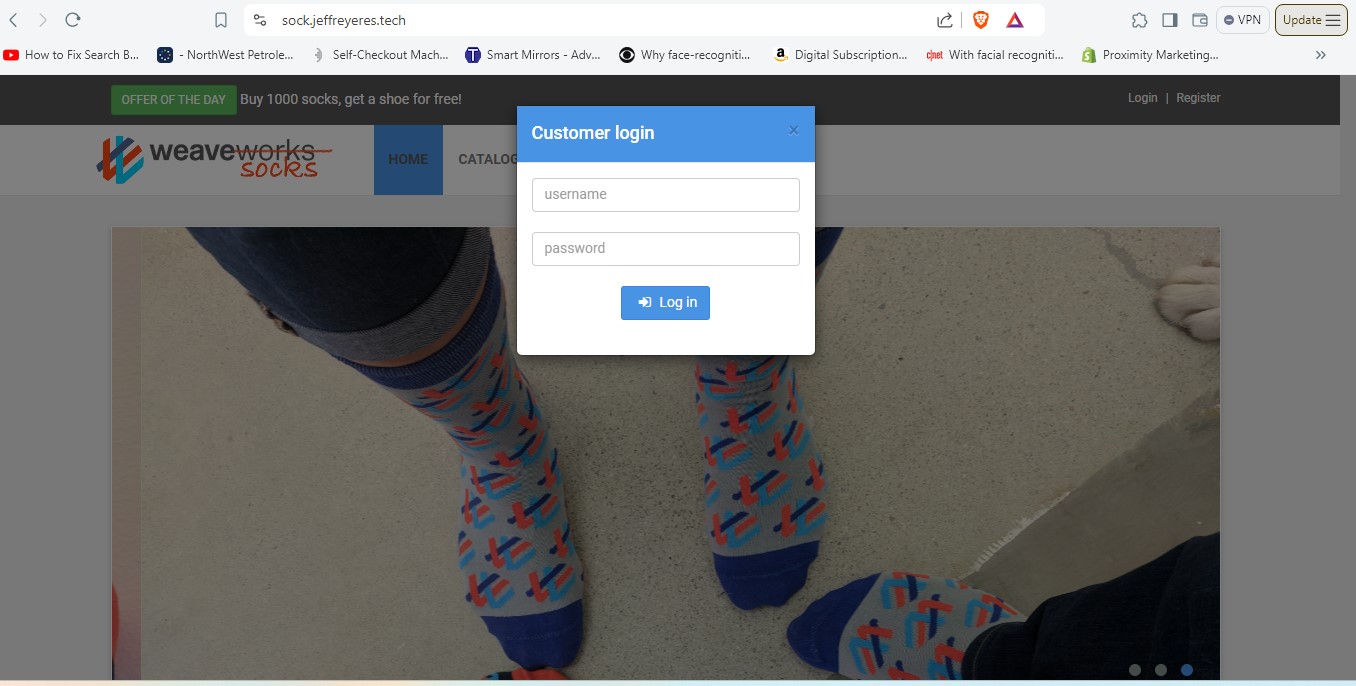 sock.jeffreyeres.tech
VPN
Update
How to Fix Search B...
- NorthWest Petrole...
Self-Checkout Mach...
Smart Mirrors - Adv...
Why face-recogniti...
a
Digital Subscription...
c|net
With facial recogniti...
Proximity Marketing...
»
OFFER OF THE DAY Buy 1000 socks, get a shoe for free!
Login | Register
Customer login
×
weaveworks
socks
HOME
CATALOG
username
password
Log in